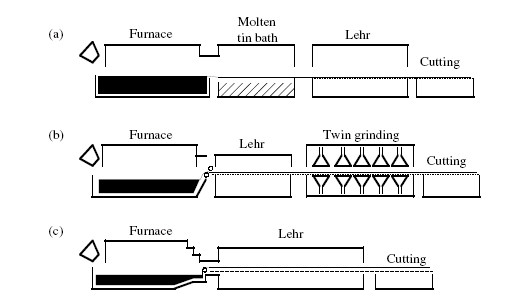 (a)
Furnace
Molten
tin bath
Lehr
Cutting
(b)
Furnace
Lehr
Twin grinding
Cutting
(c)
Furnace
Lehr
Cutting